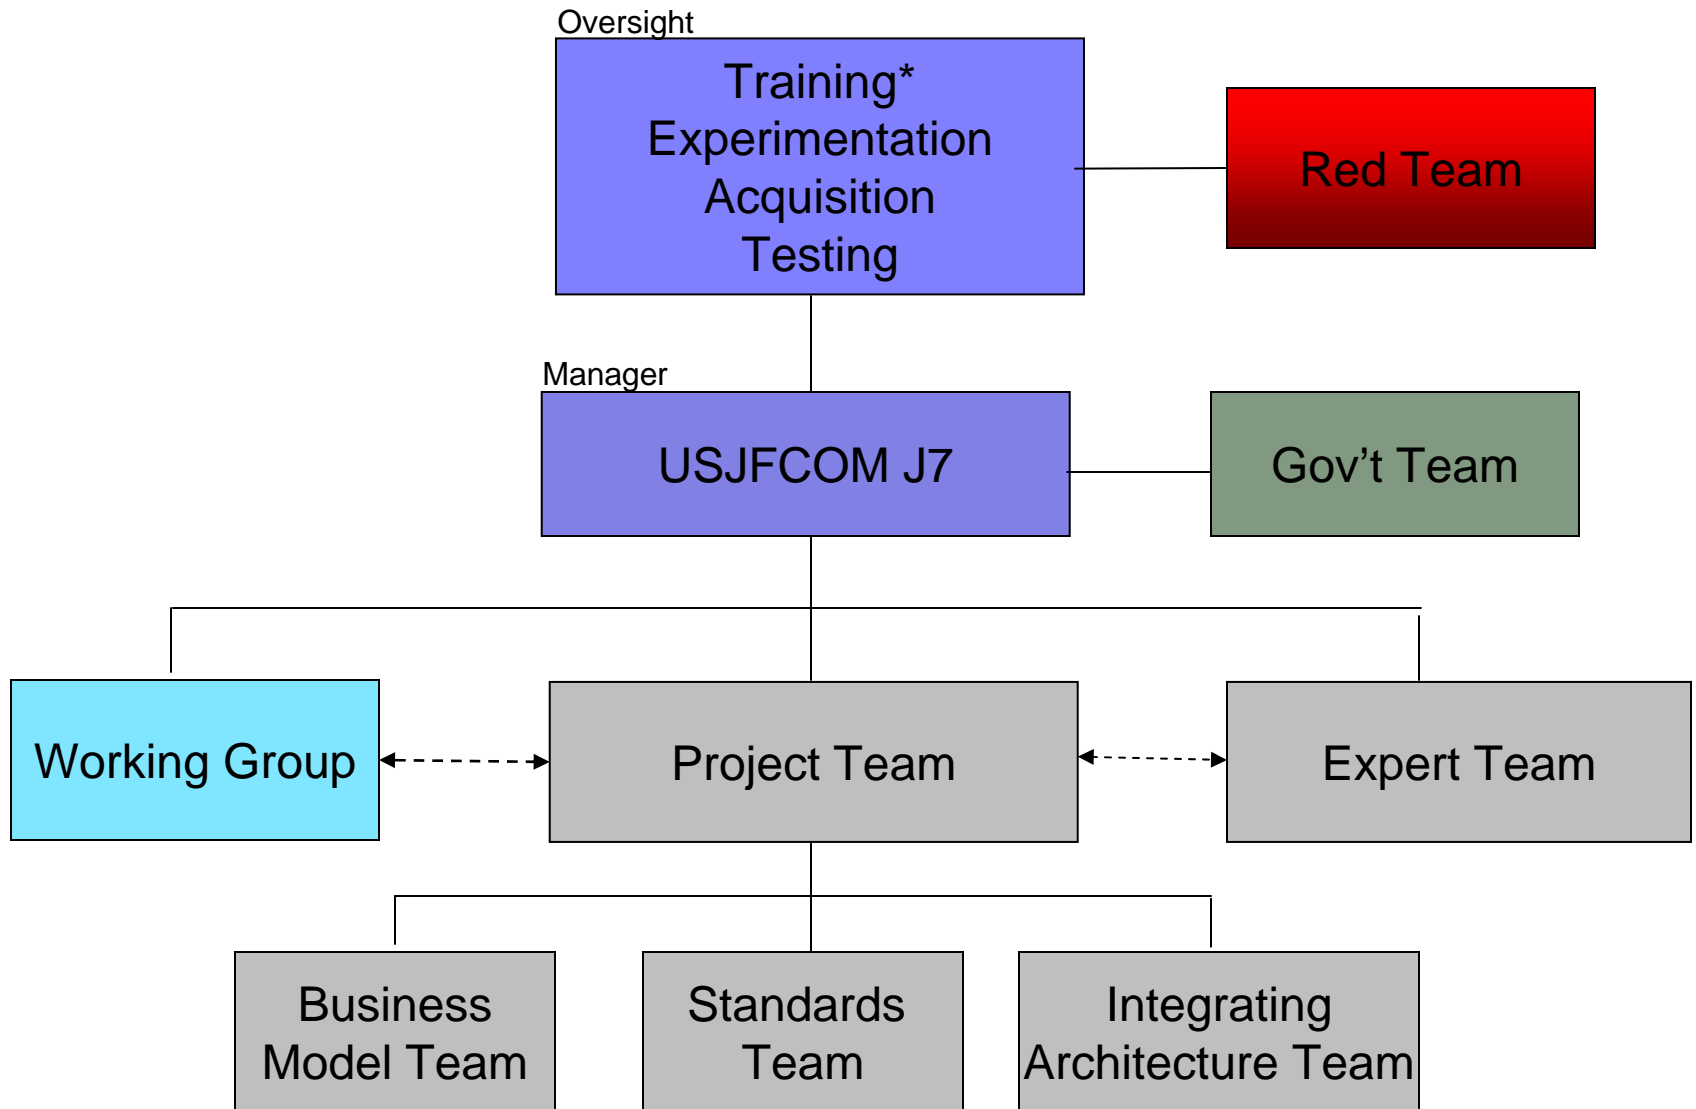 Oversight
Training*
Experimentation
Acquisition
Testing
Red Team
Manager
USJFCOM J7
Gov’t Team
Working Group
Project Team
Expert Team
Business
Model Team
Standards
Team
Integrating
Architecture Team